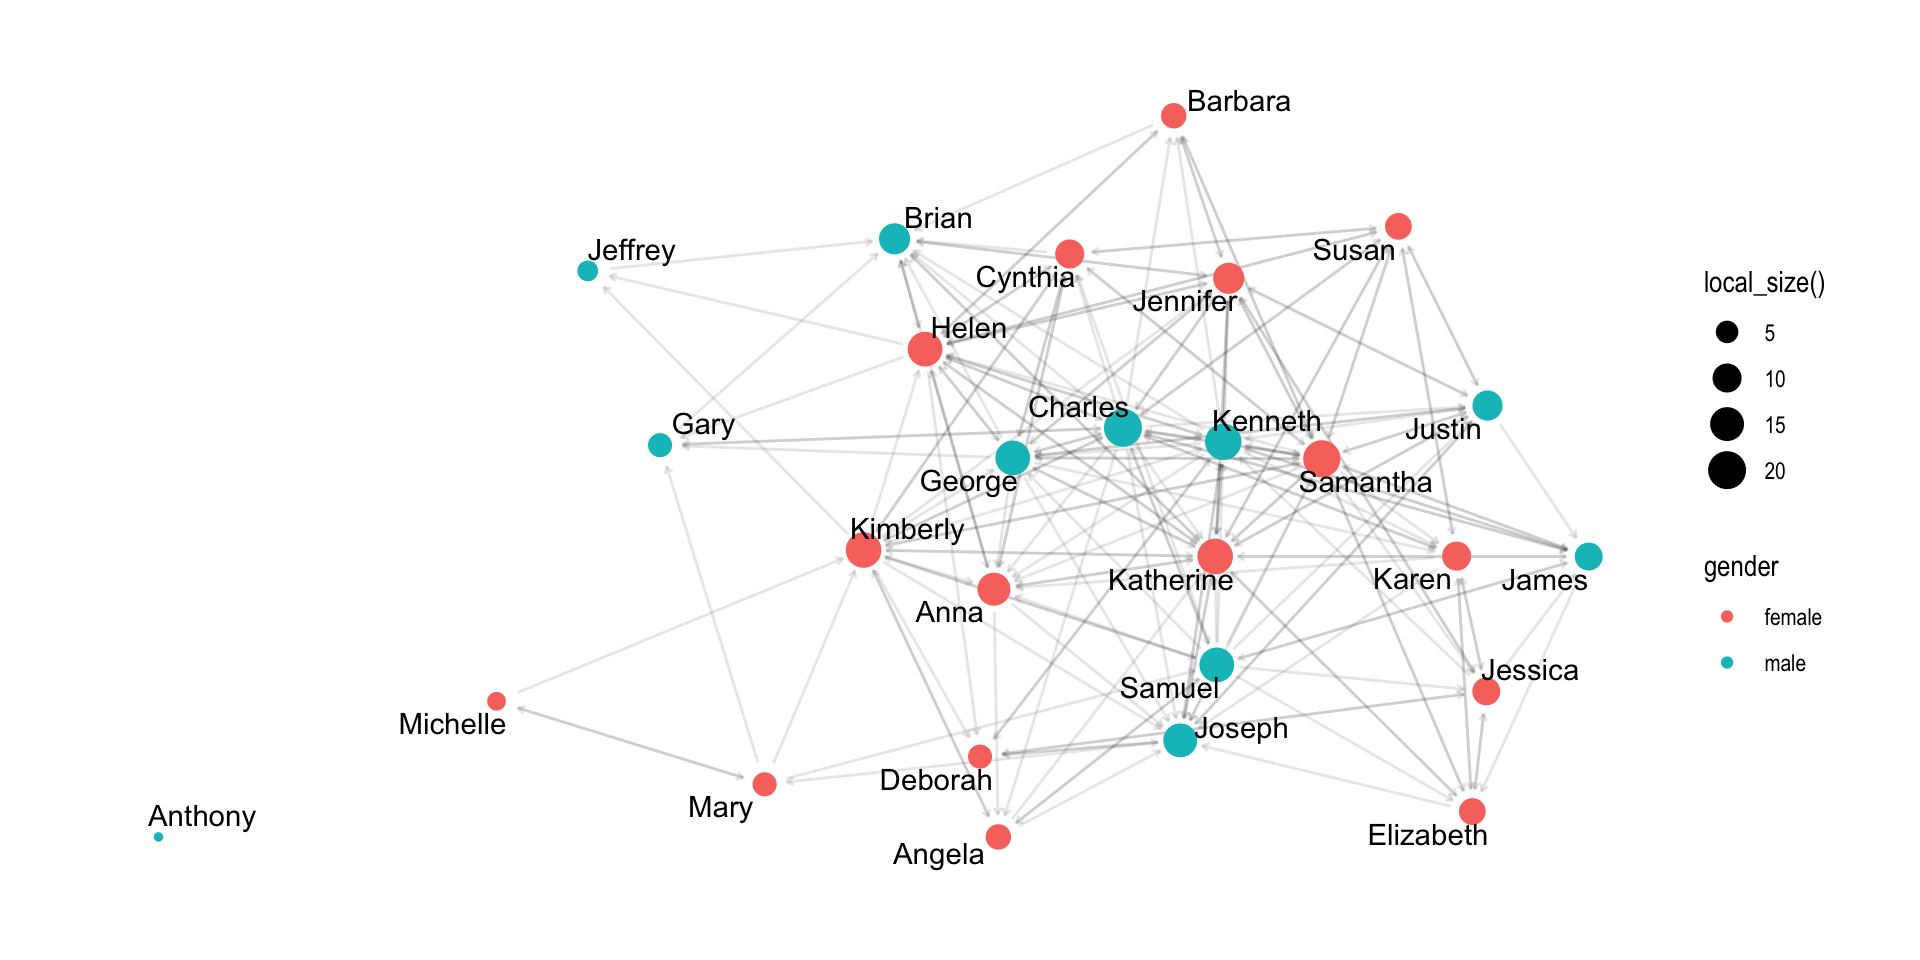 Barbara
Brian
Susan
Jeffrey
Cynthia
Jennifer
Helen
Charles
Kenneth
Gary
Justin
George
Samantha
Kimberly
Katherine
Karen
James
Anna
Jessica
Samuel
Michelle
Joseph
Deborah
Mary
Anthony
Elizabeth
Angela
local_size()
5
10
15
20
gender
female
male